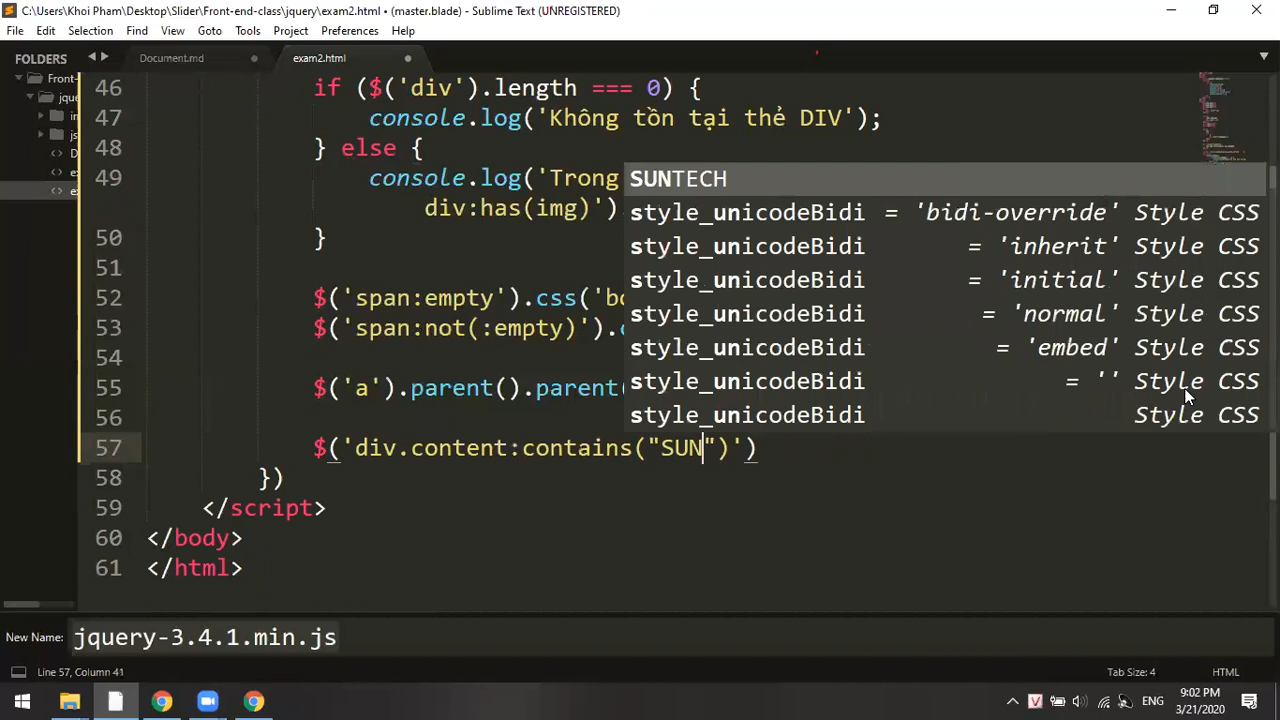 C:\Users\Khoi Pham\Desktop\Slider\Front-end-class\jquery\exam2.html • (master.blade) - Sublime Text (UNREGISTERED)
File Edit Selection Find View Goto Tools Project Preferences Help
FOLDERS Document.md exam2.html
Front-
jque
46 if ($('div').length === 0) {
47 console.log('Không tồn tại thẻ DIV');
48 } else {
49 console.log('Trong
div:has(img)').
50 }
51
52 $('span:empty').css('bo
53 $('span:not(:empty)').c
54
55 $('a').parent().parent(
56
57 $('div.content:contains("SUN")')
58 })
59 </script>
60 </body>
61 </html>
SUNTECH
style_unicodeBidi = 'bidi-override' Style CSS
style_unicodeBidi = 'inherit' Style CSS
style_unicodeBidi = 'initial' Style CSS
style_unicodeBidi = 'normal' Style CSS
style_unicodeBidi = 'embed' Style CSS
style_unicodeBidi = '' Style CSS
style_unicodeBidi Style CSS
New Name: jquery-3.4.1.min.js
Line 57, Column 41 Tab Size: 4 HTML
ENG 9:02 PM
3/21/2020